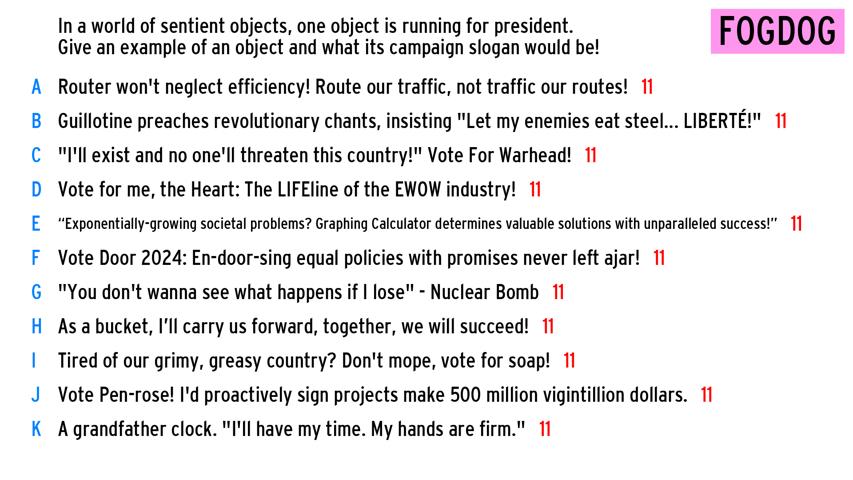 In a world of sentient objects, one object is running for president.
Give an example of an object and what its campaign slogan would be!
FOGDOG
A Router won't neglect efficiency! Route our traffic, not traffic our routes! 11
B Guillotine preaches revolutionary chants, insisting "Let my enemies eat steel... LIBERTÉ!" 11
C "I'll exist and no one'll threaten this country!" Vote For Warhead! 11
D Vote for me, the Heart: The LIFEline of the EWOW industry! 11
E “Exponentially-growing societal problems? Graphing Calculator determines valuable solutions with unparalleled success!” 11
F Vote Door 2024: En-door-sing equal policies with promises never left ajar! 11
G "You don't wanna see what happens if I lose" - Nuclear Bomb 11
H As a bucket, I’ll carry us forward, together, we will succeed! 11
I Tired of our grimy, greasy country? Don't mope, vote for soap! 11
J Vote Pen-rose! I'd proactively sign projects make 500 million vigintillion dollars. 11
K A grandfather clock. "I'll have my time. My hands are firm." 11